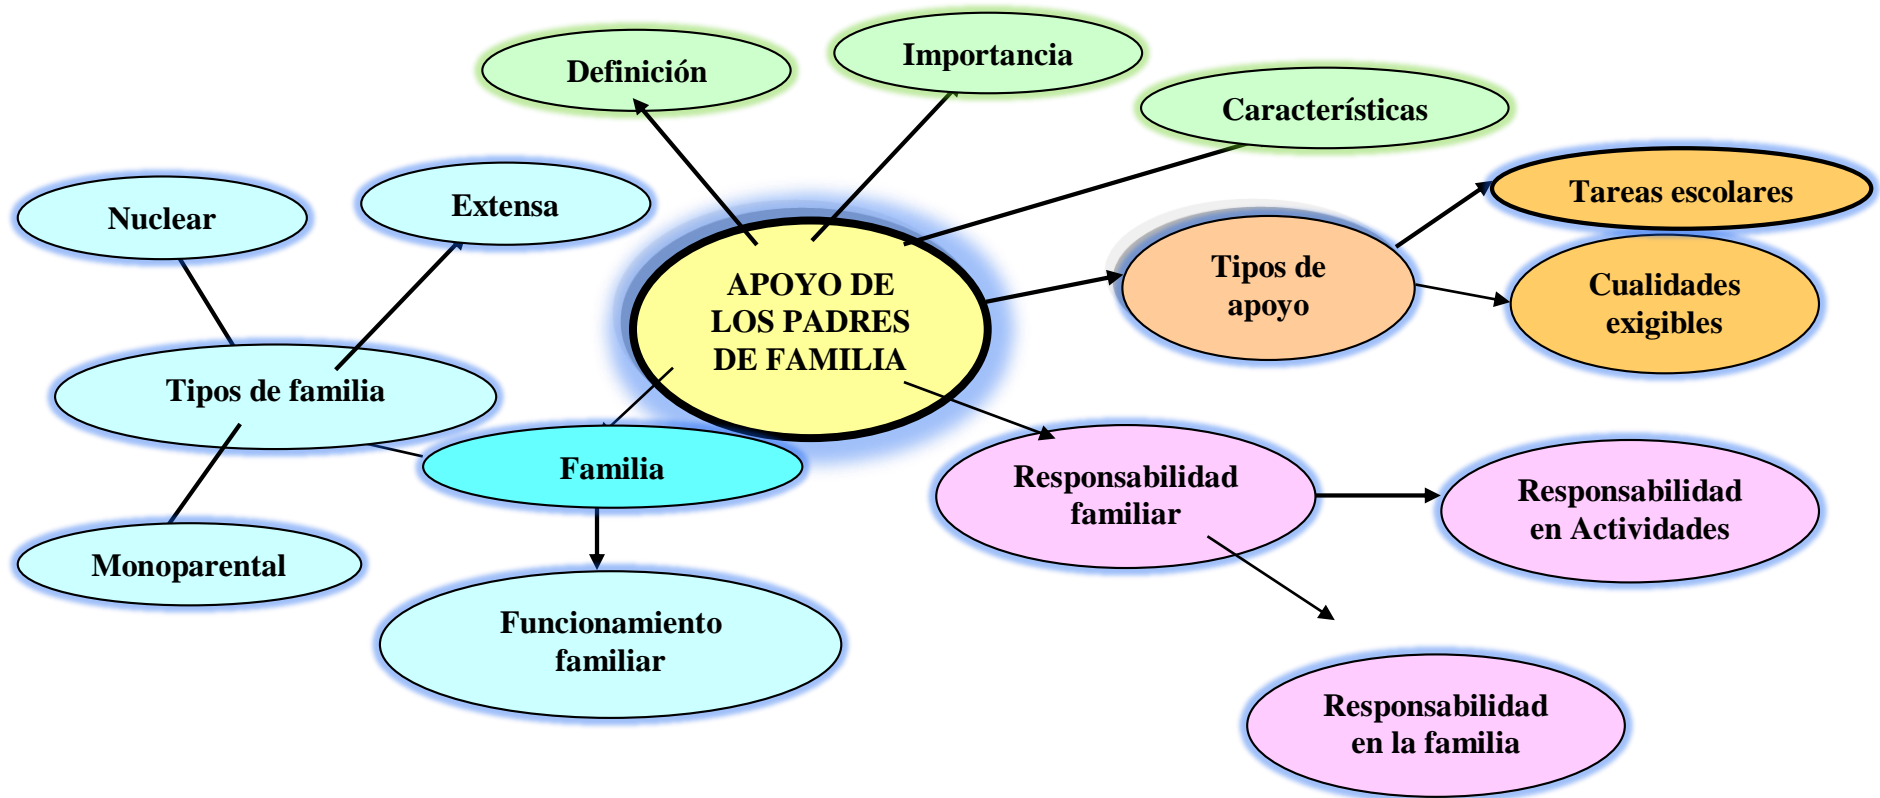 Definición
Importancia
Característícas
Nuclear
Extensa
Tareas escolares
APOYO DE
LOS PADRES
DE FAMILIA
Tipos de
apoyo
Cualidades
exigibles
Tipos de familia
Familia
Responsabilidad
familiar
Responsabilidad
en Actividades
Monoparental
Funcionamiento
familiar
Responsabilidad
en la familia